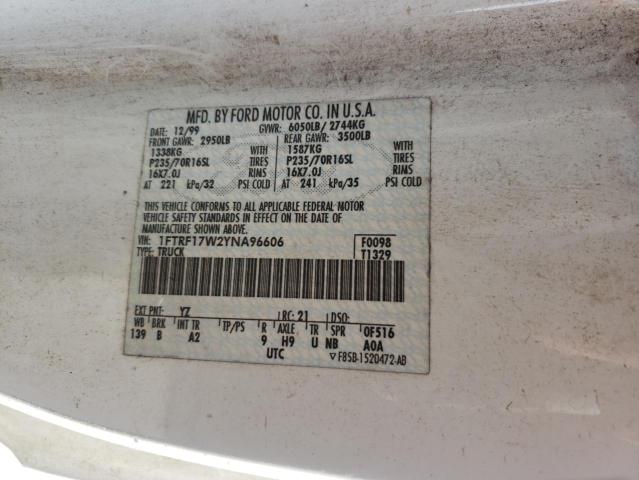 MFD. BY FORD MOTOR CO. IN U.S.A.
DATE: 12/99 GVWR: 6050LB/ 2744KG
FRONT GAWR: 2950LB REAR GAWR: 3500LB
1338KG 1587KG
P235/70R16SL TIRES P235/70R16SL TIRES
16X7.0J RIMS 16X7.0J RIMS
AT 221 kPa/32 PSI COLD AT 241 kPa/35 PSI COLD
THIS VEHICLE CONFORMS TO ALL APPLICABLE FEDERAL MOTOR
VEHICLE SAFETY STANDARDS IN EFFECT ON THE DATE OF
MANUFACTURE SHOWN ABOVE.
VIN: 1FTRF17W2YNA96606 F0098
TYPE: TRUCK T1329
EXT PNT: YZ RC: 21 DSO:
WB BRK INT TR TP/PS R AXLE TR SPR 0F516
139 B A2 9 H9 U NB A0A
UTC F85B-1520472-AB